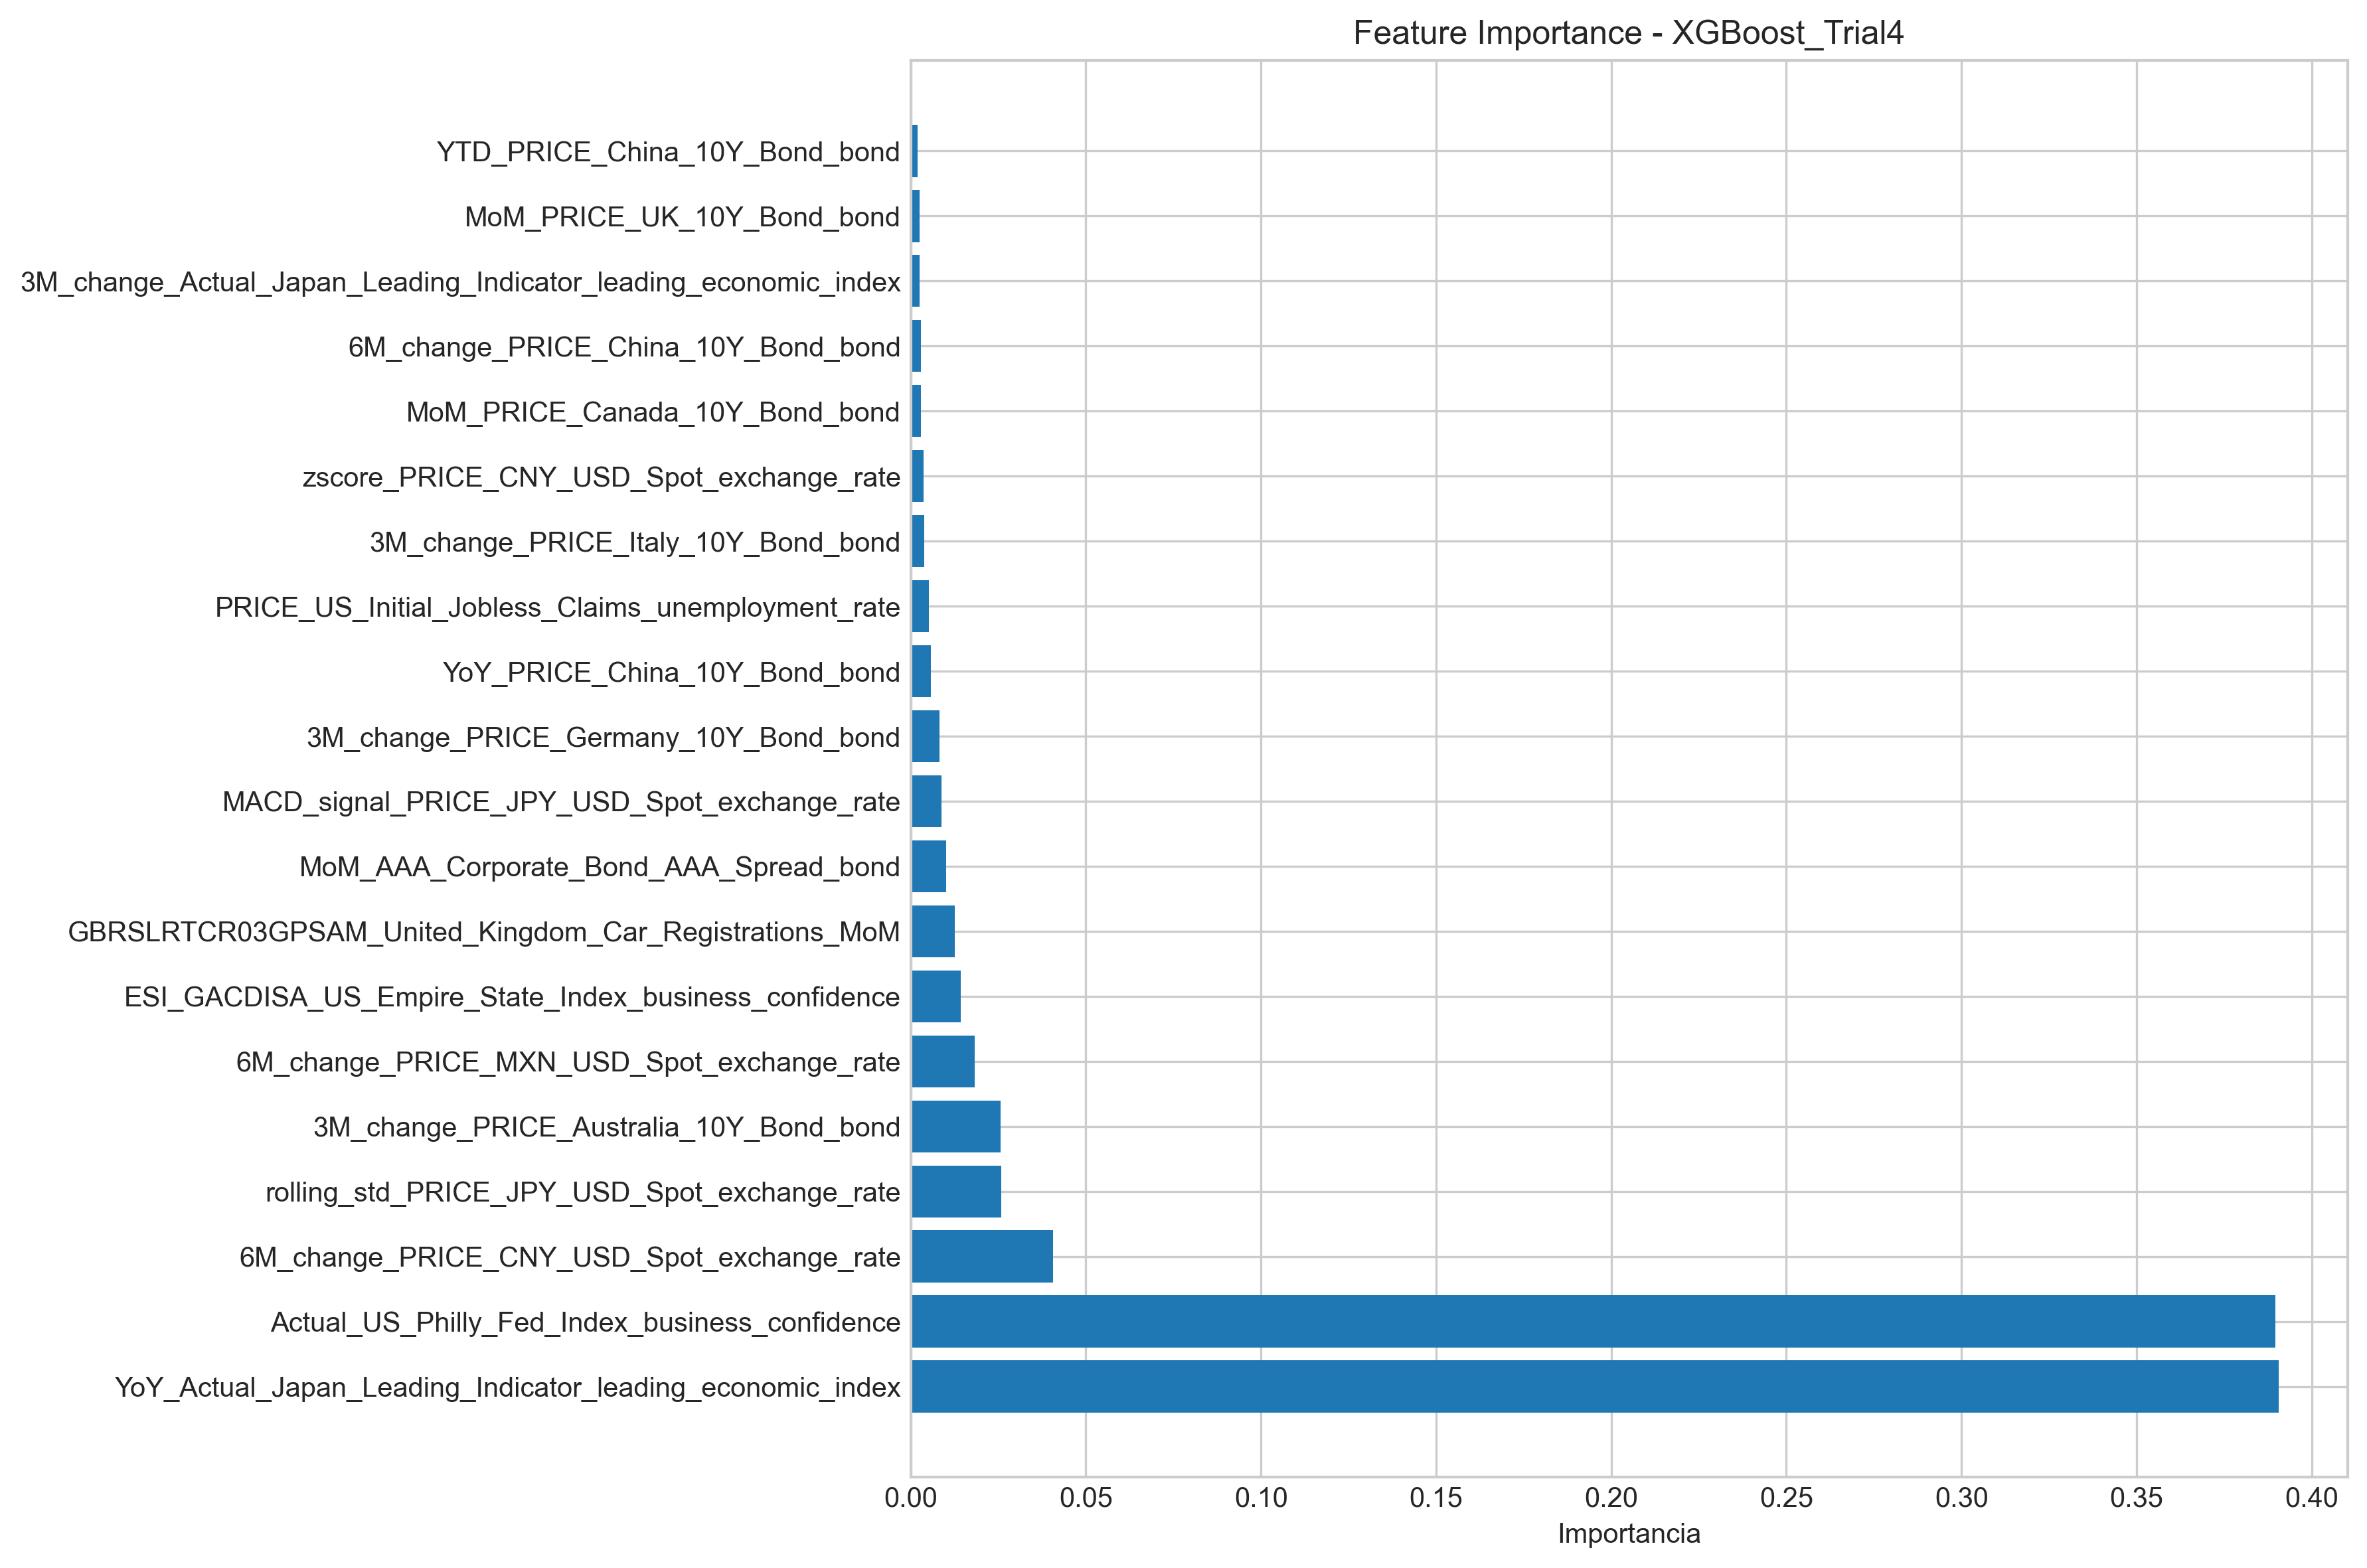 Feature Importance - XGBoost_Trial4
YTD_PRICE_China_10Y_Bond_bond
MoM_PRICE_UK_10Y_Bond_bond
3M_change_Actual_Japan_Leading_Indicator_leading_economic_index
6M_change_PRICE_China_10Y_Bond_bond
MoM_PRICE_Canada_10Y_Bond_bond
zscore_PRICE_CNY_USD_Spot_exchange_rate
3M_change_PRICE_Italy_10Y_Bond_bond
PRICE_US_Initial_Jobless_Claims_unemployment_rate
YoY_PRICE_China_10Y_Bond_bond
3M_change_PRICE_Germany_10Y_Bond_bond
MACD_signal_PRICE_JPY_USD_Spot_exchange_rate
MoM_AAA_Corporate_Bond_AAA_Spread_bond
GBRSLRTCR03GPSAM_United_Kingdom_Car_Registrations_MoM
ESI_GACDISA_US_Empire_State_Index_business_confidence
6M_change_PRICE_MXN_USD_Spot_exchange_rate
3M_change_PRICE_Australia_10Y_Bond_bond
rolling_std_PRICE_JPY_USD_Spot_exchange_rate
6M_change_PRICE_CNY_USD_Spot_exchange_rate
Actual_US_Philly_Fed_Index_business_confidence
YoY_Actual_Japan_Leading_Indicator_leading_economic_index
0.00 0.05 0.10 0.15 0.20 0.25 0.30 0.35 0.40
Importancia